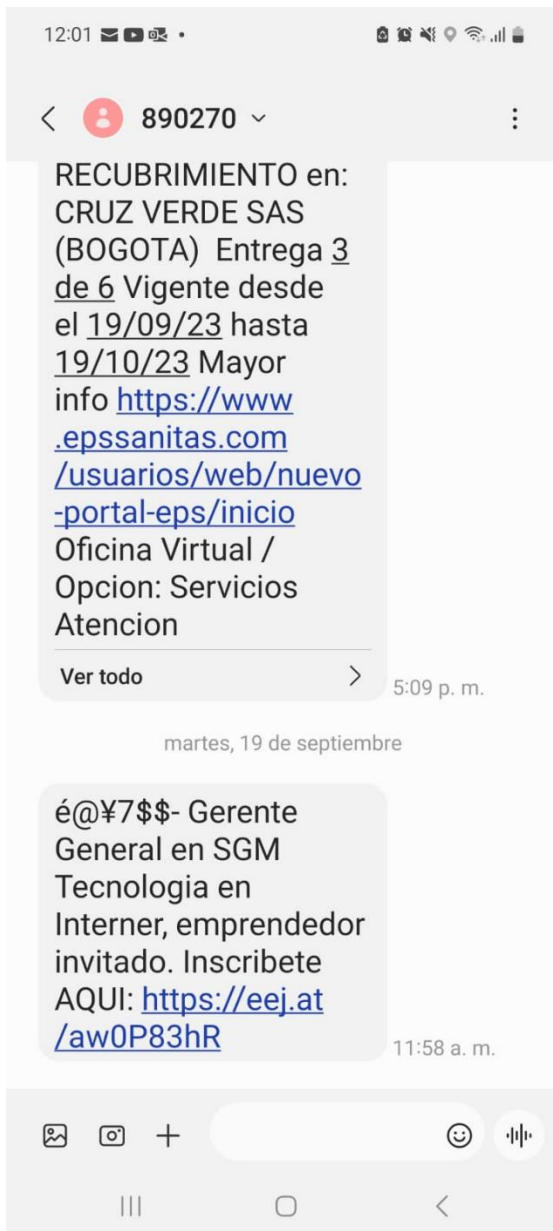 12:01
890270
RECUBRIMIENTO en:
CRUZ VERDE SAS
(BOGOTA)  Entrega 3
de 6 Vigente desde
el 19/09/23 hasta
19/10/23 Mayor
info https://www
.epssanitas.com
/usuarios/web/nuevo
-portal-eps/inicio
Oficina Virtual /
Opcion: Servicios
Atencion
Ver todo
5:09 p. m.
martes, 19 de septiembre
é@¥7$$- Gerente
General en SGM
Tecnologia en
Interner, emprendedor
invitado. Inscribete
AQUI: https://eej.at
/aw0P83hR
11:58 a. m.